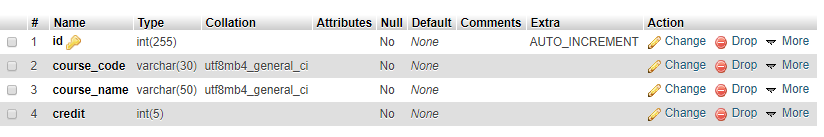 # Name Type Collation Attributes Null Default Comments Extra Action
1 id int(255) No None AUTO_INCREMENT Change Drop More
2 course_code varchar(30) utf8mb4_general_ci No None Change Drop More
3 course_name varchar(50) utf8mb4_general_ci No None Change Drop More
4 credit int(5) No None Change Drop More